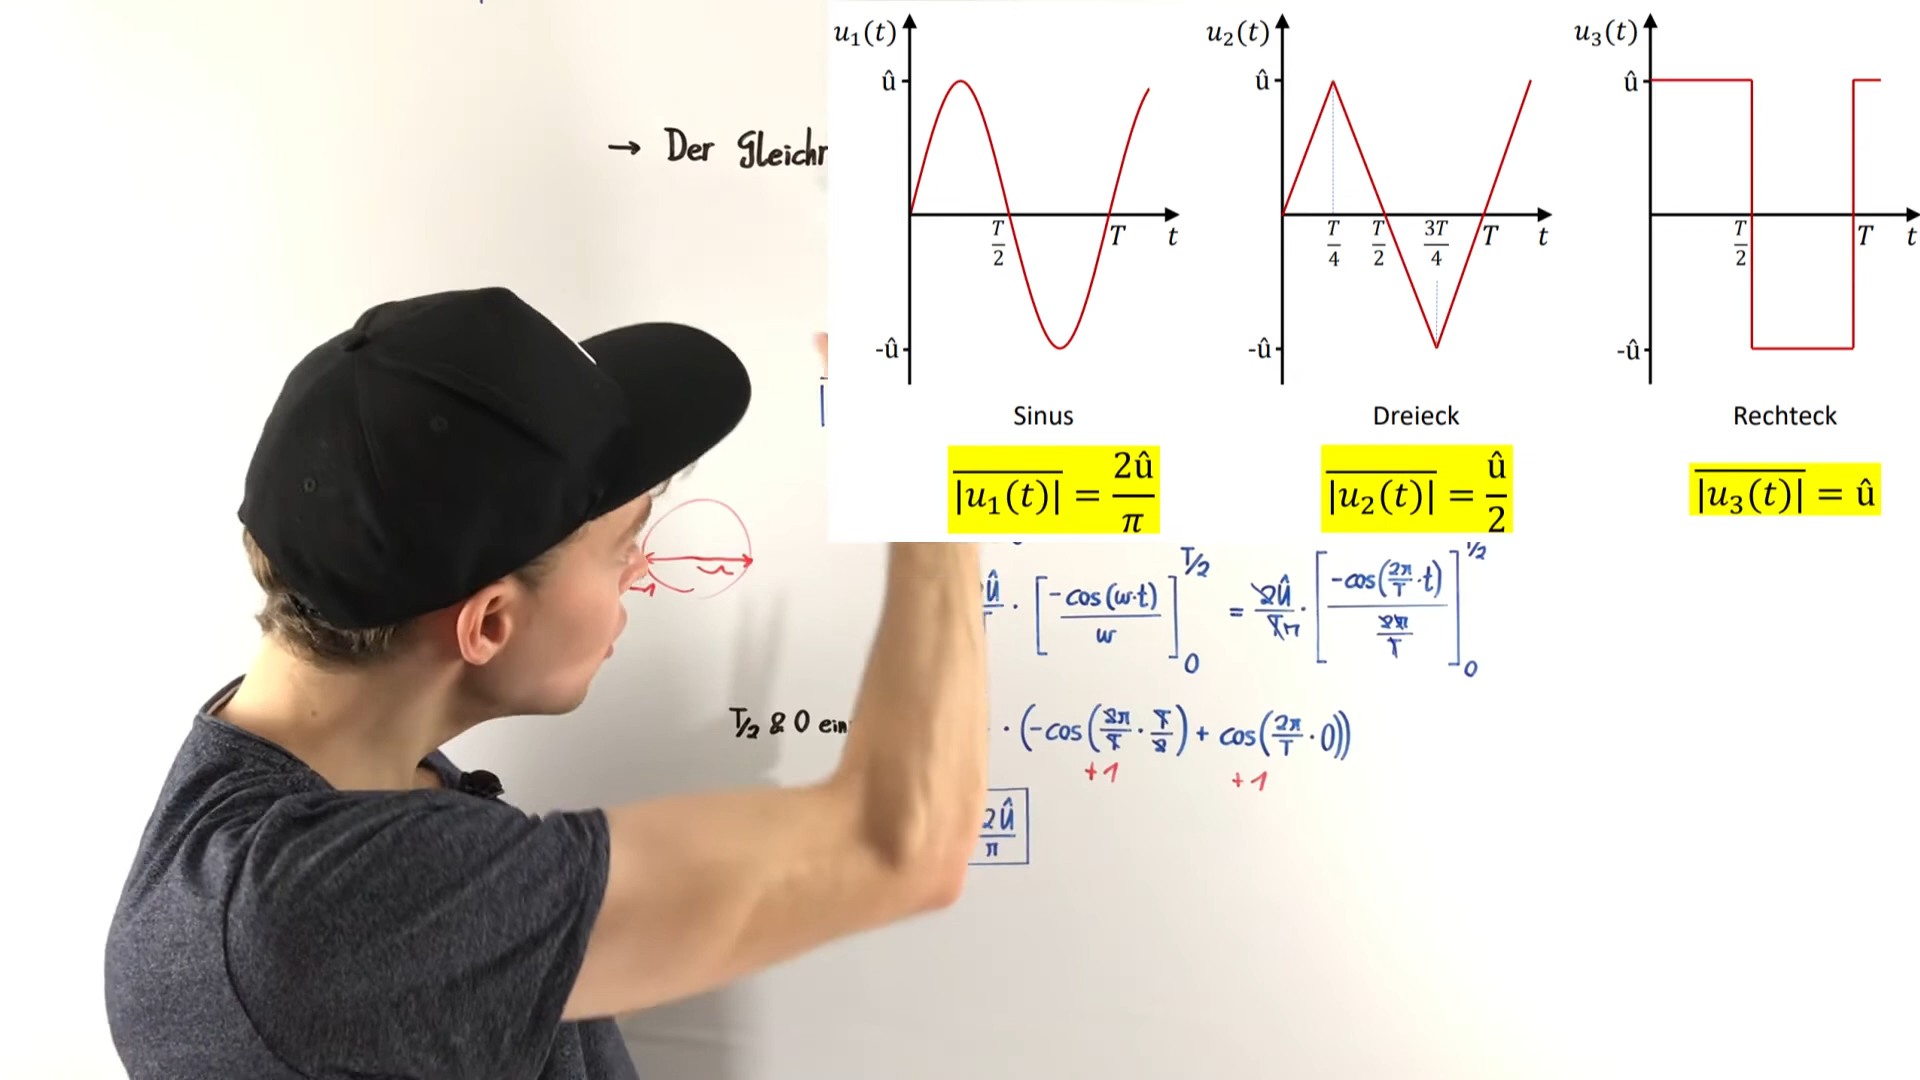 → Der Gleichr
u₁(t)
û
-û
T/2
T
t
Sinus
|u₁(t)|‾ = 2û/π
u₂(t)
û
-û
T/4
T/2
3T/4
T
t
Dreieck
|u₂(t)|‾ = û/2
u₃(t)
û
-û
T/2
T
t
Rechteck
|u₃(t)|‾ = û
-1
û · [-cos(w·t)/w]₀^(T/2) = 2û/(T·π) · [-cos(2π/T · t)/(2π/T)]₀
T/2 & 0 ein
· (-cos(2π/T · T/2) + cos(2π/T · 0))
+1 +1
2û/π